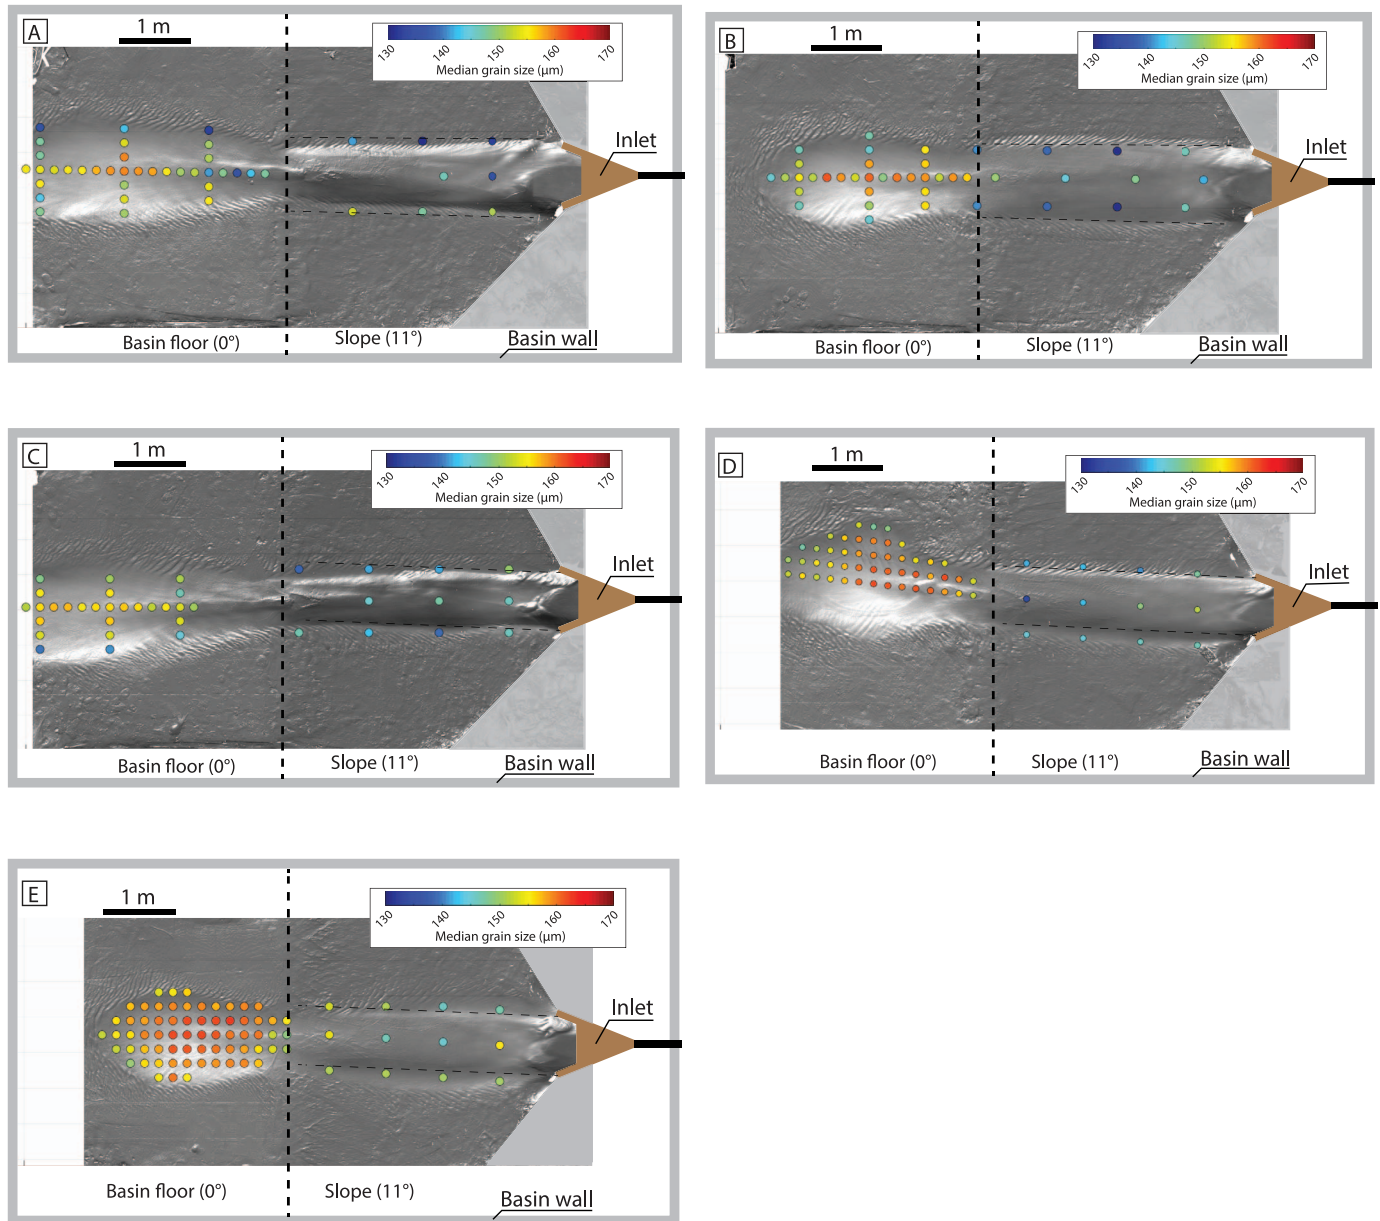 A
1 m
130
140
150
160
170
Median grain size (µm)
Inlet
Basin floor (0°)
Slope (11°)
Basin wall
B
1 m
130
140
150
160
170
Median grain size (µm)
Inlet
Basin floor (0°)
Slope (11°)
Basin wall
C
1 m
130
140
150
160
170
Median grain size (µm)
Inlet
Basin floor (0°)
Slope (11°)
Basin wall
D
1 m
130
140
150
160
170
Median grain size (µm)
Inlet
Basin floor (0°)
Slope (11°)
Basin wall
E
1 m
130
140
150
160
170
Median grain size (µm)
Inlet
Basin floor (0°)
Slope (11°)
Basin wall